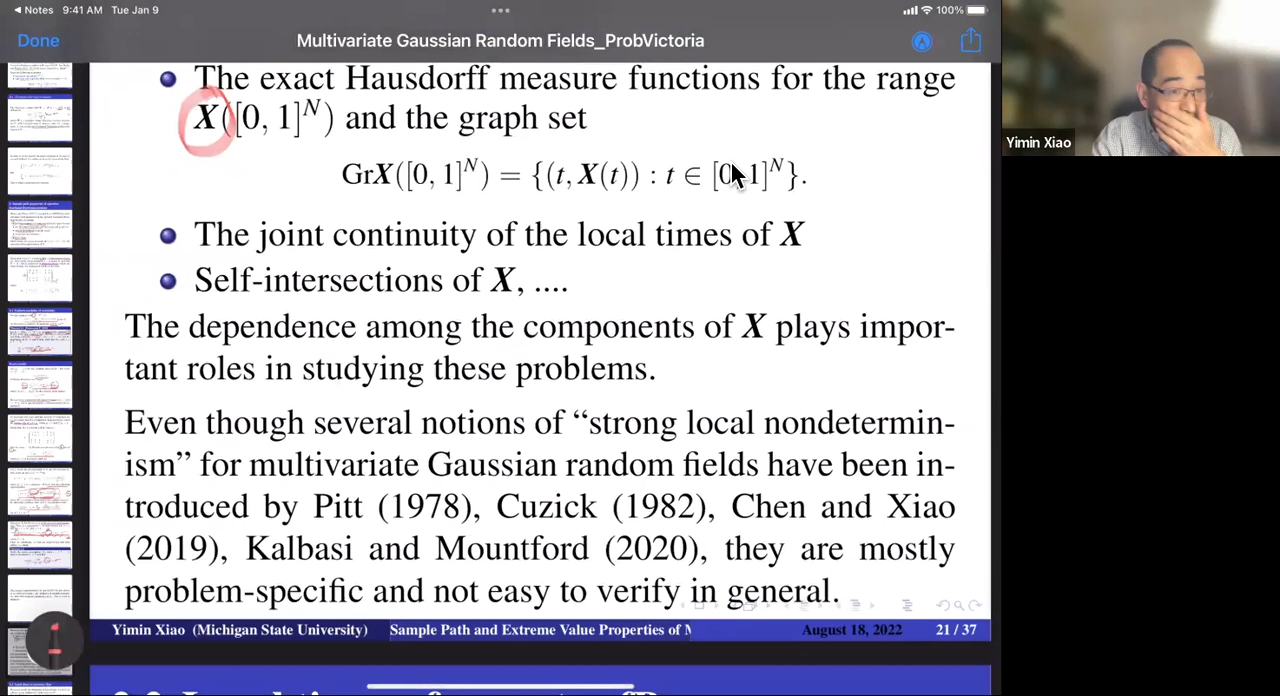 Notes 9:41 AM Tue Jan 9 100%
Done Multivariate Gaussian Random Fields_ProbVictoria
The exact Hausdorff measure functions for the range
X([0, 1]^N) and the graph set
GrX([0, 1]^N) = {(t, X(t)) : t ∈ [0, 1]^N}.
The joint continuity of the local times of X
Self-intersections of X, ....
The dependence among the components of X plays impor-
tant roles in studying these problems.
Even though several notions of “strong local nondetermin-
ism” for multivariate Gaussian random fields have been in-
troduced by Pitt (1978), Cuzick (1982), Chen and Xiao
(2019), Kalbasi and Mountford (2020), they are mostly
problem-specific and not easy to verify in general.
Yimin Xiao (Michigan State University) Sample Path and Extreme Value Properties of M August 18, 2022 21 / 37
Yimin Xiao